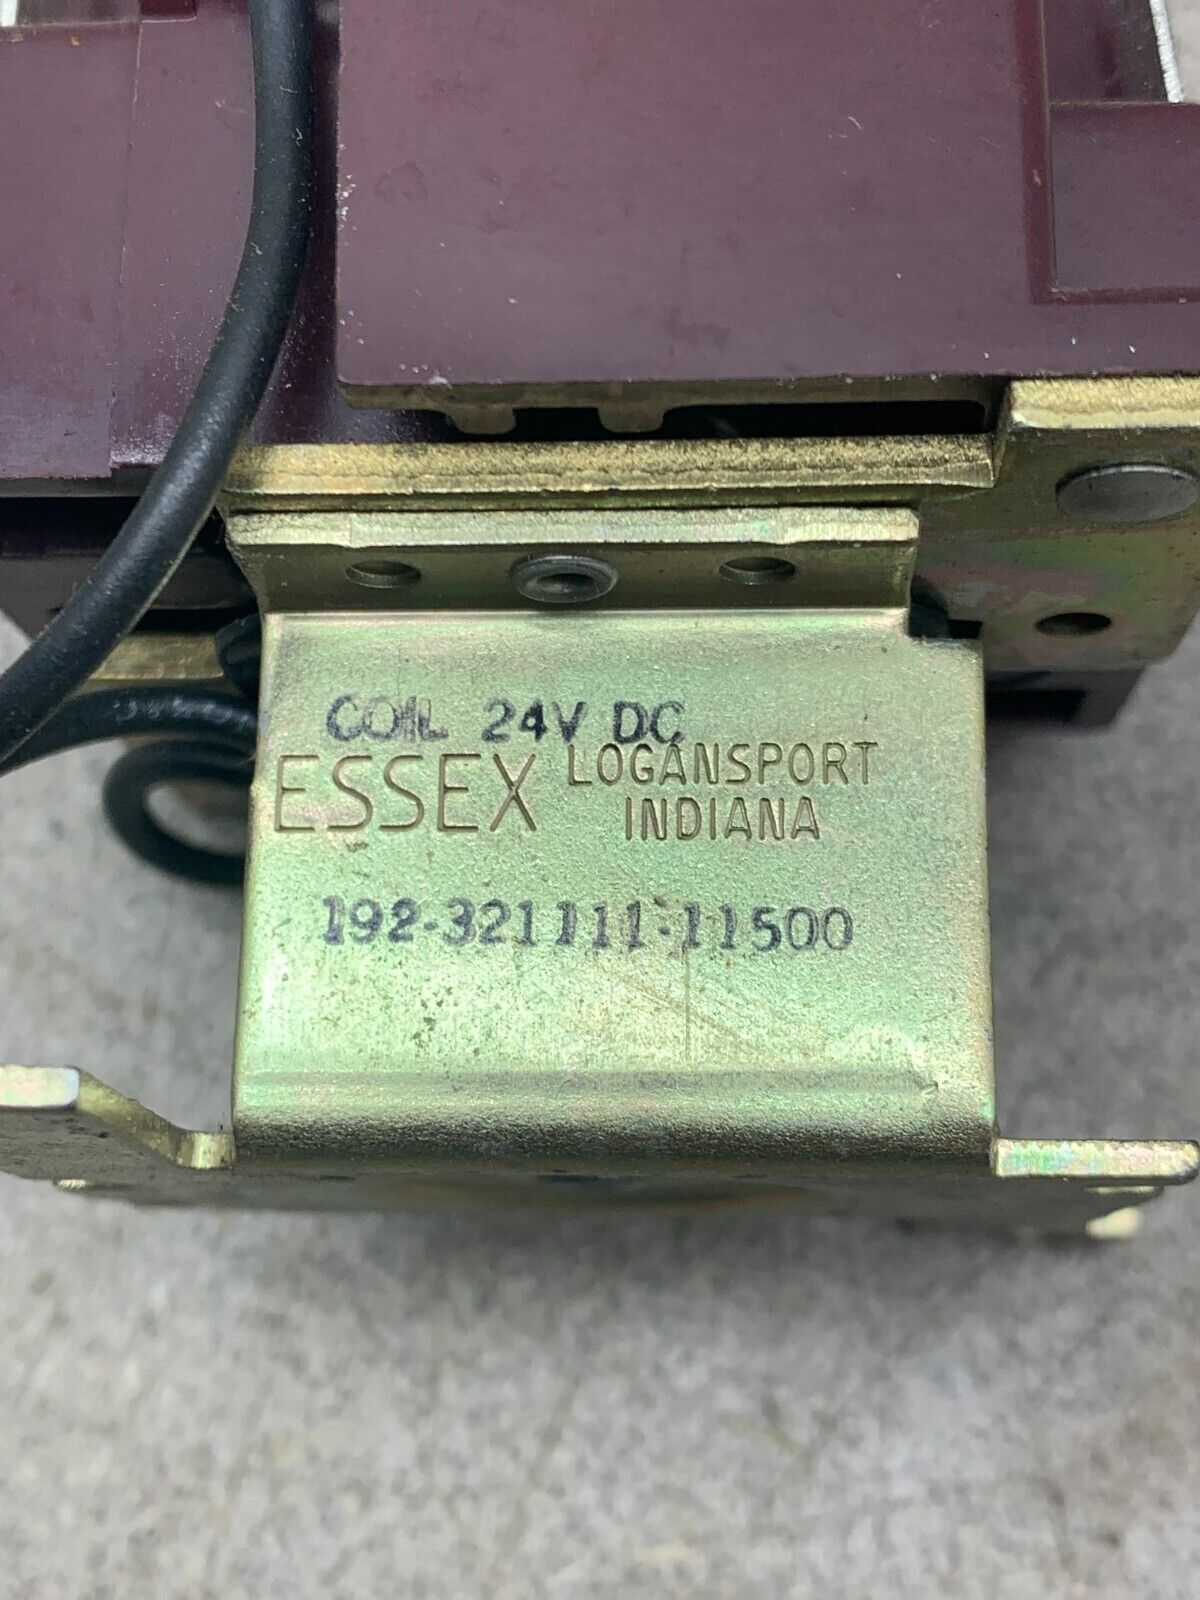 COIL 24V DC
ESSEX LOGANSPORT
INDIANA
192-321111-11500